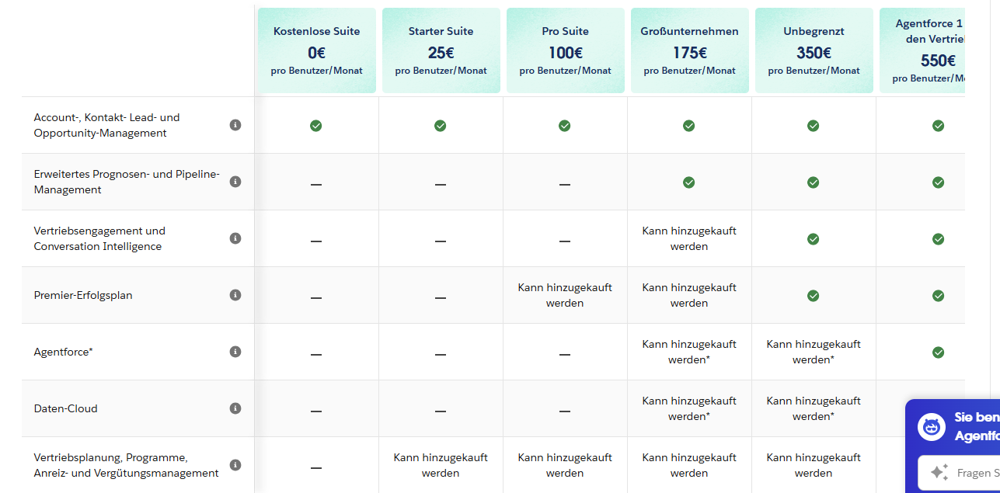 Kostenlose Suite
0€
pro Benutzer/Monat
Starter Suite
25€
pro Benutzer/Monat
Pro Suite
100€
pro Benutzer/Monat
Großunternehmen
175€
pro Benutzer/Monat
Unbegrenzt
350€
pro Benutzer/Monat
Agentforce 1
den Vertrie
550€
pro Benutzer/M
Account-, Kontakt- Lead- und
Opportunity-Management
Erweitertes Prognosen- und Pipeline-
Management
— — —
Vertriebsengagement und
Conversation Intelligence
— — —
Kann hinzugekauft
werden
Premier-Erfolgsplan
— —
Kann hinzugekauft
werden
Kann hinzugekauft
werden
Agentforce*
— — —
Kann hinzugekauft
werden*
Kann hinzugekauft
werden*
Daten-Cloud
— — —
Kann hinzugekauft
werden*
Kann hinzugekauft
werden*
Vertriebsplanung, Programme,
Anreiz- und Vergütungsmanagement
—
Kann hinzugekauft
werden
Kann hinzugekauft
werden
Kann hinzugekauft
werden
Kann hinzugekauft
werden
Sie ben
Agentfo
Fragen S